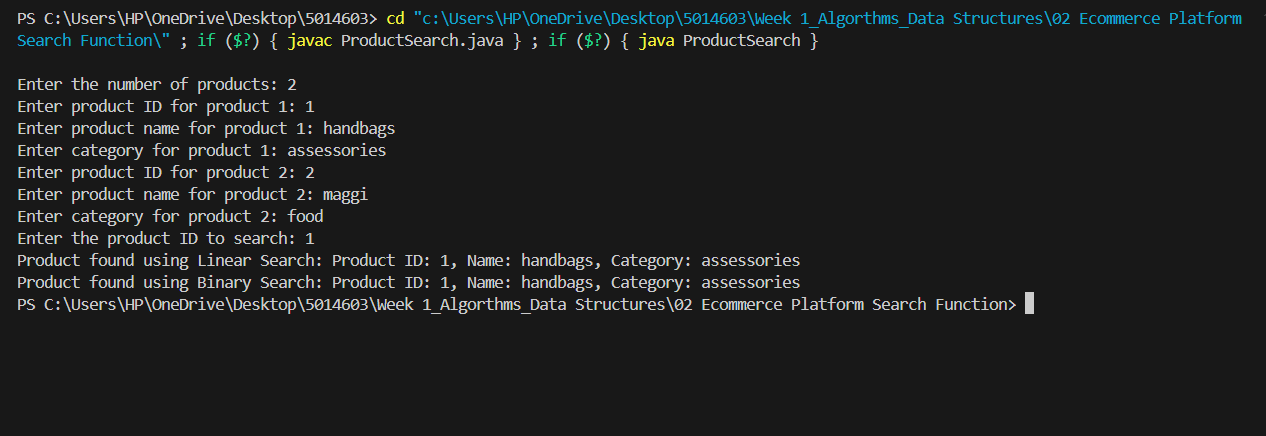 PS C:\Users\HP\OneDrive\Desktop\5014603> cd "c:\Users\HP\OneDrive\Desktop\5014603\Week 1_Algorthms_Data Structures\02 Ecommerce Platform
Search Function\" ; if ($?) { javac ProductSearch.java } ; if ($?) { java ProductSearch }
Enter the number of products: 2
Enter product ID for product 1: 1
Enter product name for product 1: handbags
Enter category for product 1: assessories
Enter product ID for product 2: 2
Enter product name for product 2: maggi
Enter category for product 2: food
Enter the product ID to search: 1
Product found using Linear Search: Product ID: 1, Name: handbags, Category: assessories
Product found using Binary Search: Product ID: 1, Name: handbags, Category: assessories
PS C:\Users\HP\OneDrive\Desktop\5014603\Week 1_Algorthms_Data Structures\02 Ecommerce Platform Search Function>